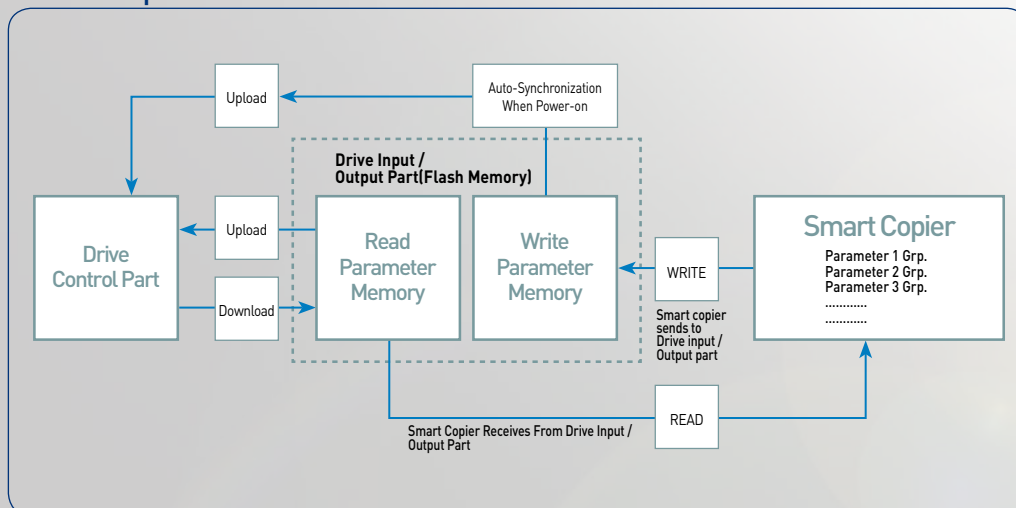 Upload
Auto-Synchronization
When Power-on
Drive Input /
Output Part(Flash Memory)
Drive
Control Part
Upload
Download
Read
Parameter
Memory
Write
Parameter
Memory
WRITE
Smart copier
sends to
Drive input /
Output part
Smart Copier
Parameter 1 Grp.
Parameter 2 Grp.
Parameter 3 Grp.
............
............
READ
Smart Copier Receives From Drive Input /
Output Part